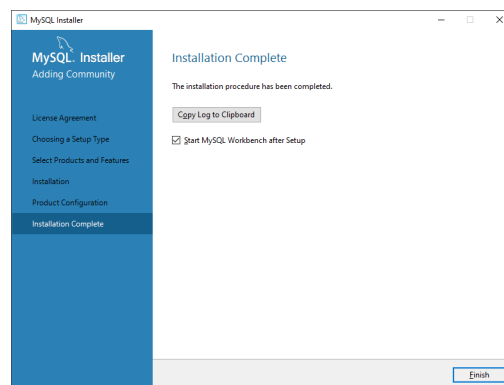 MySQL Installer
MySQL. Installer
Adding Community
License Agreement
Choosing a Setup Type
Select Products and Features
Installation
Product Configuration
Installation Complete
Installation Complete
The installation procedure has been completed.
Copy Log to Clipboard
Start MySQL Workbench after Setup
Finish